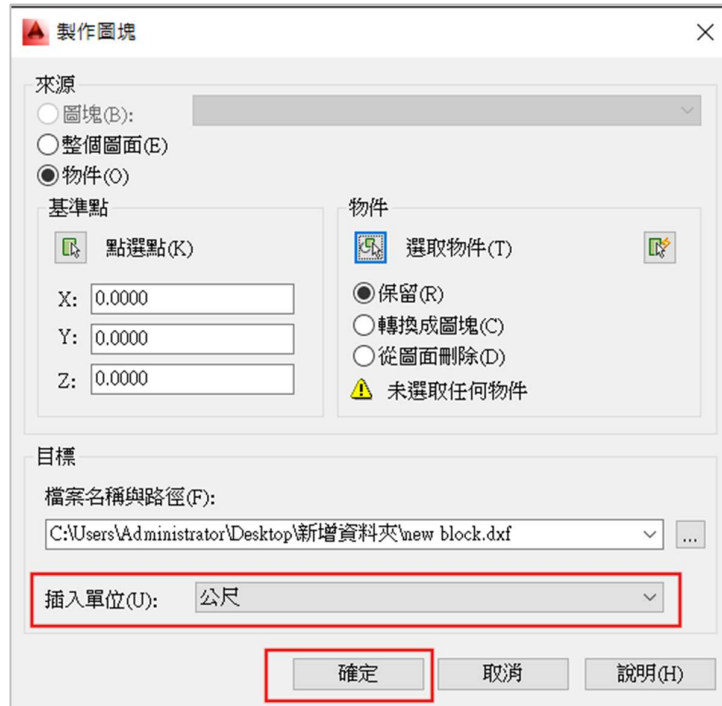 製作圖塊
來源
圖塊(B):
整個圖面(E)
物件(O)
基準點
點選點(K)
X: 0.0000
Y: 0.0000
Z: 0.0000
物件
選取物件(T)
保留(R)
轉換成圖塊(C)
從圖面刪除(D)
未選取任何物件
目標
檔案名稱與路徑(F):
C:\Users\Administrator\Desktop\新增資料夾\new block.dxf
...
插入單位(U): 公尺
確定 取消 說明(H)